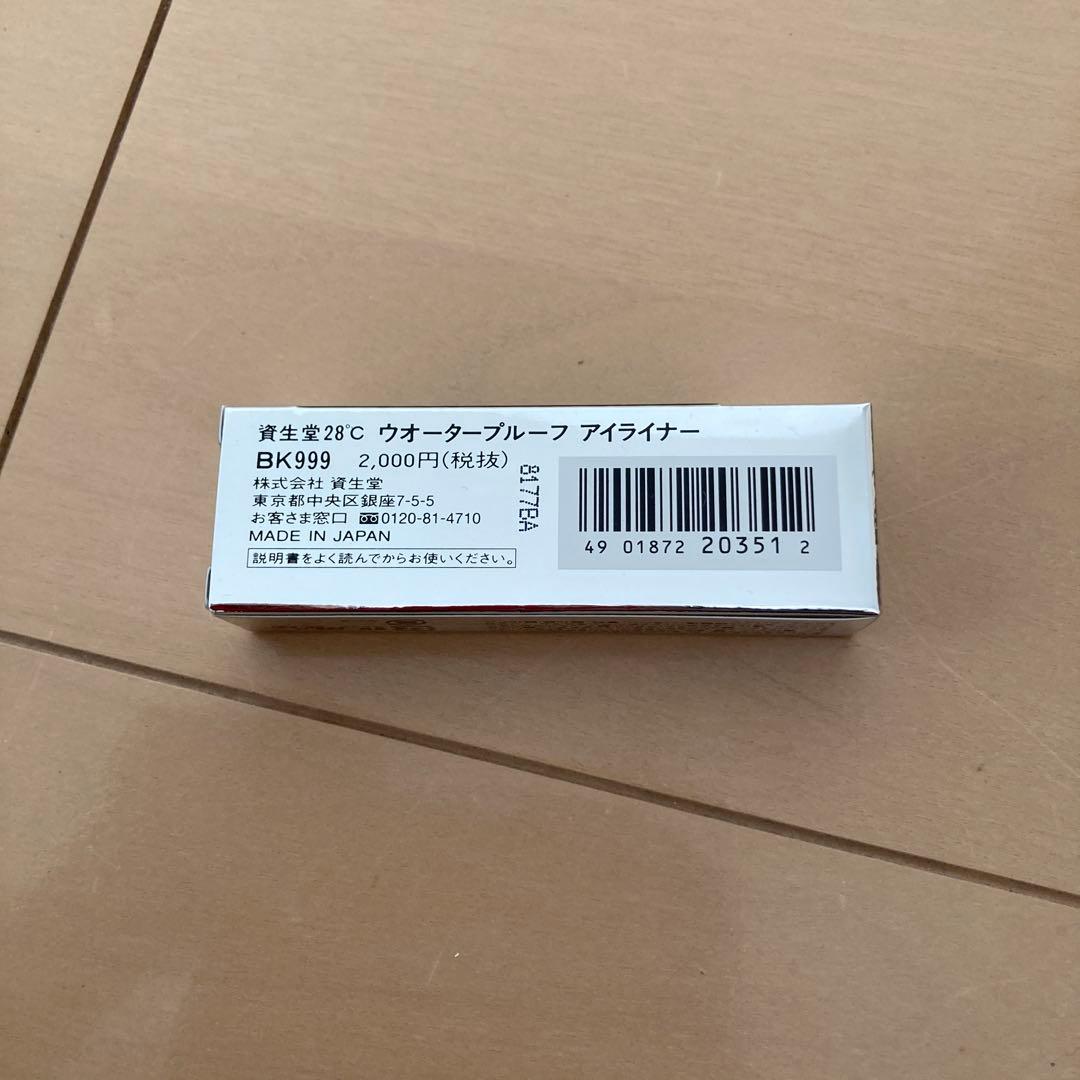 資生堂28℃ ウオータープルーフ アイライナー
BK999 2,000円(税抜)
株式会社 資生堂
東京都中央区銀座7-5-5
お客さま窓口 0120-81-4710
MADE IN JAPAN
説明書をよく読んでからお使いください。
8177BA
49 01872 20351 2